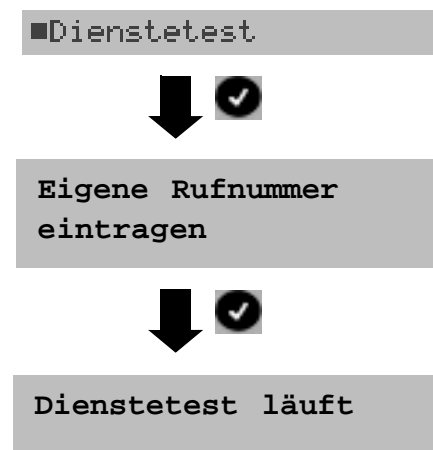 ■Dienstetest
Eigene Rufnummer
eintragen
Dienstetest läuft